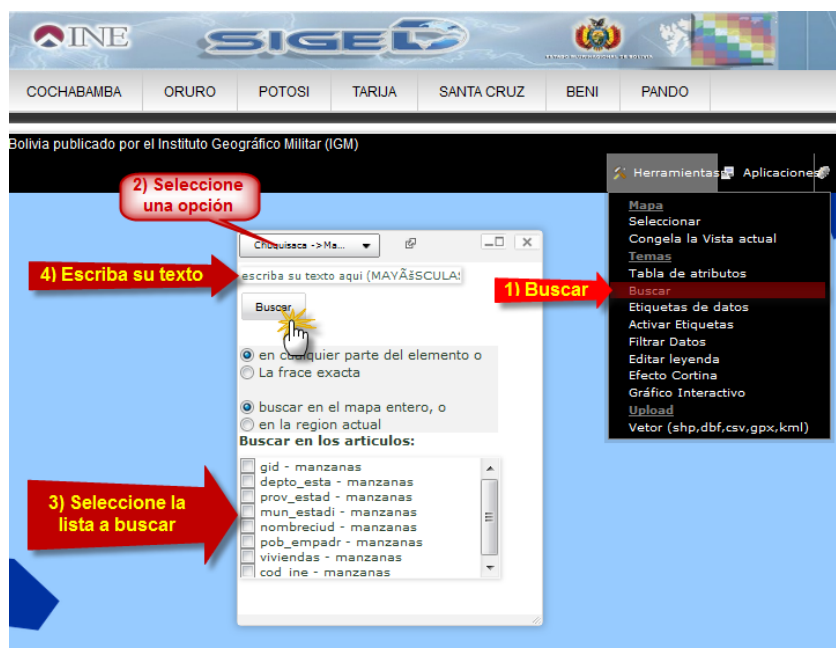 INE
SIGED
COCHABAMBA ORURO POTOSI TARIJA SANTA CRUZ BENI PANDO
Bolivia publicado por el Instituto Geográfico Militar (IGM)
Herramientas Aplicaciones
2) Seleccione
una opción
Mapa
Seleccionar
Congela la Vista actual
Temas
Tabla de atributos
Buscar
Etiquetas de datos
Activar Etiquetas
Filtrar Datos
Editar leyenda
Efecto Cortina
Gráfico Interactivo
Upload
Vetor (shp,dbf,csv,gpx,kml)
1) Buscar
Chuquisaca ->Ma...
4) Escriba su texto
escriba su texto aqui (MAYÃšSCULAS
Buscar
en cualquier parte del elemento o
La frace exacta
buscar en el mapa entero, o
en la region actual
Buscar en los articulos:
gid - manzanas
depto_esta - manzanas
prov_estad - manzanas
mun_estadi - manzanas
nombreciud - manzanas
pob_empadr - manzanas
viviendas - manzanas
cod_ine - manzanas
3) Seleccione la
lista a buscar